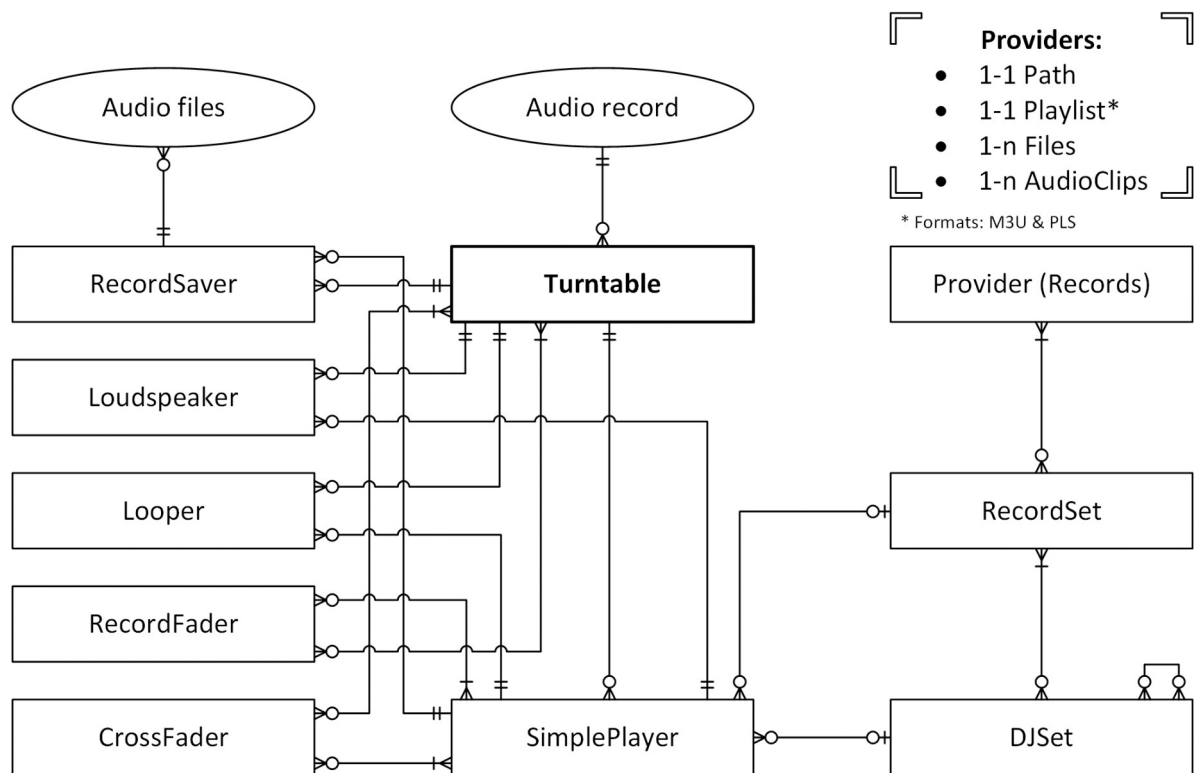 Providers:
• 1-1 Path
• 1-1 Playlist*
• 1-n Files
• 1-n AudioClips
* Formats: M3U & PLS
Audio files
Audio record
RecordSaver
Turntable
Provider (Records)
Loudspeaker
Looper
RecordSet
RecordFader
CrossFader
SimplePlayer
DJSet